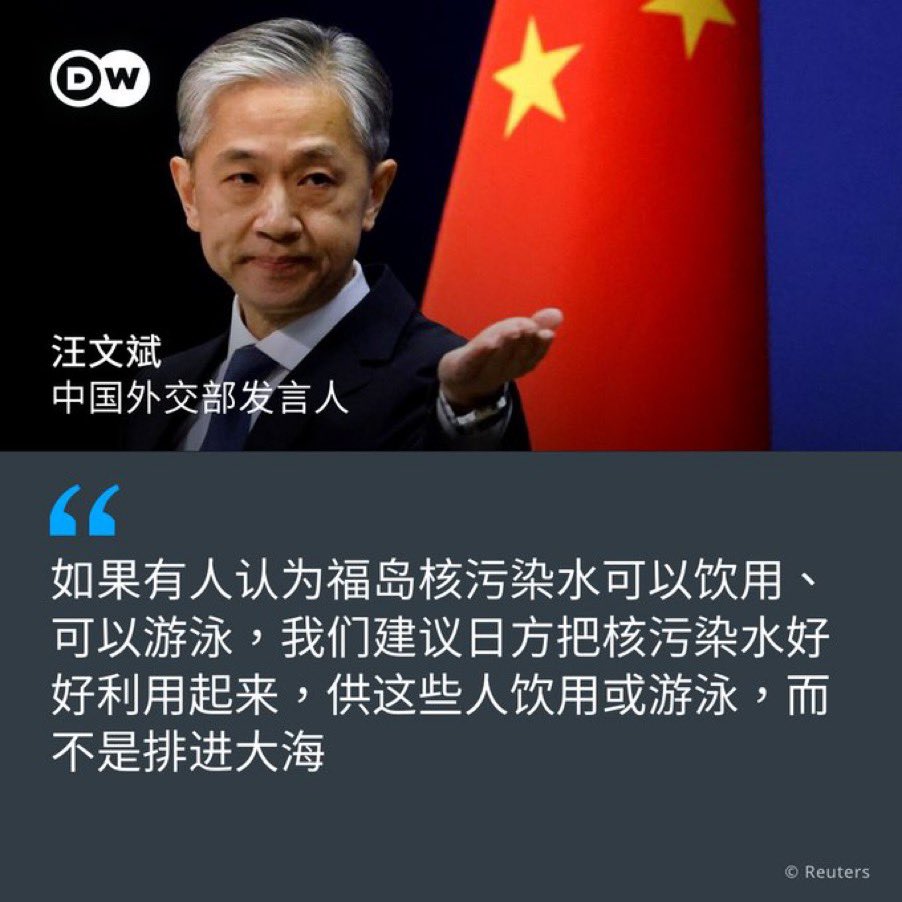 DW
汪文斌
中国外交部发言人
“
如果有人认为福岛核污染水可以饮用、
可以游泳，我们建议日方把核污染水好
好利用起来，供这些人饮用或游泳，而
不是排进大海
© Reuters